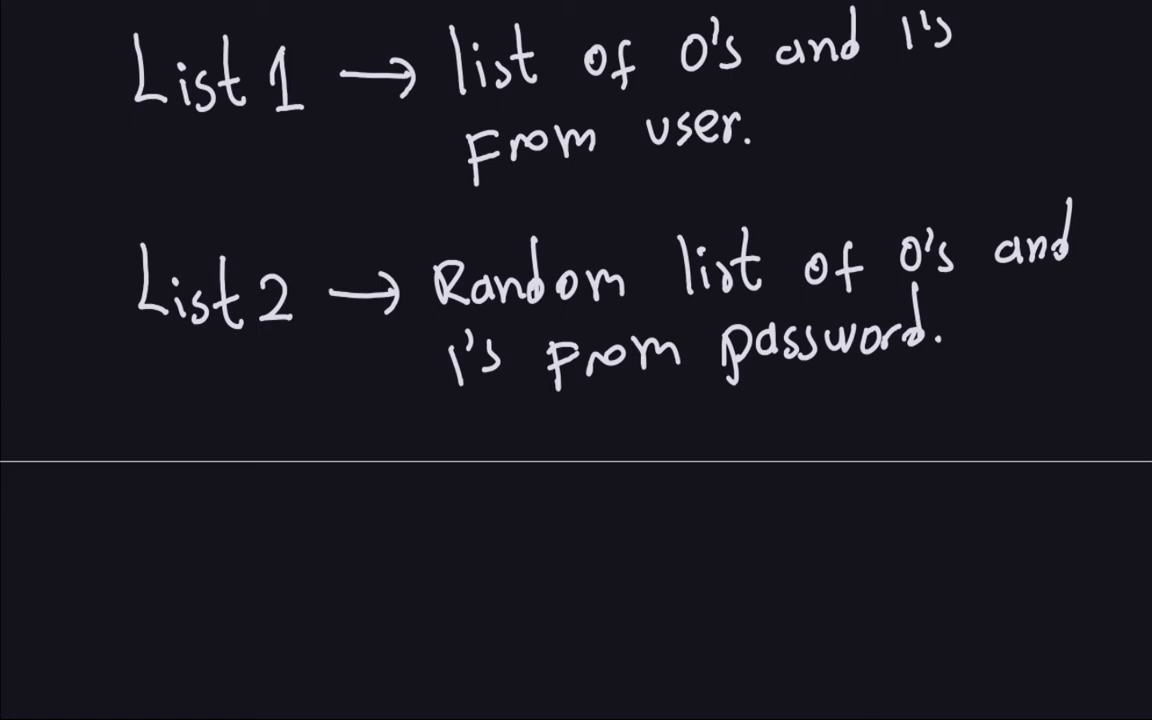 List 1 → list of 0's and 1's
From user.
List 2 → Random list of 0's and
1's from password.